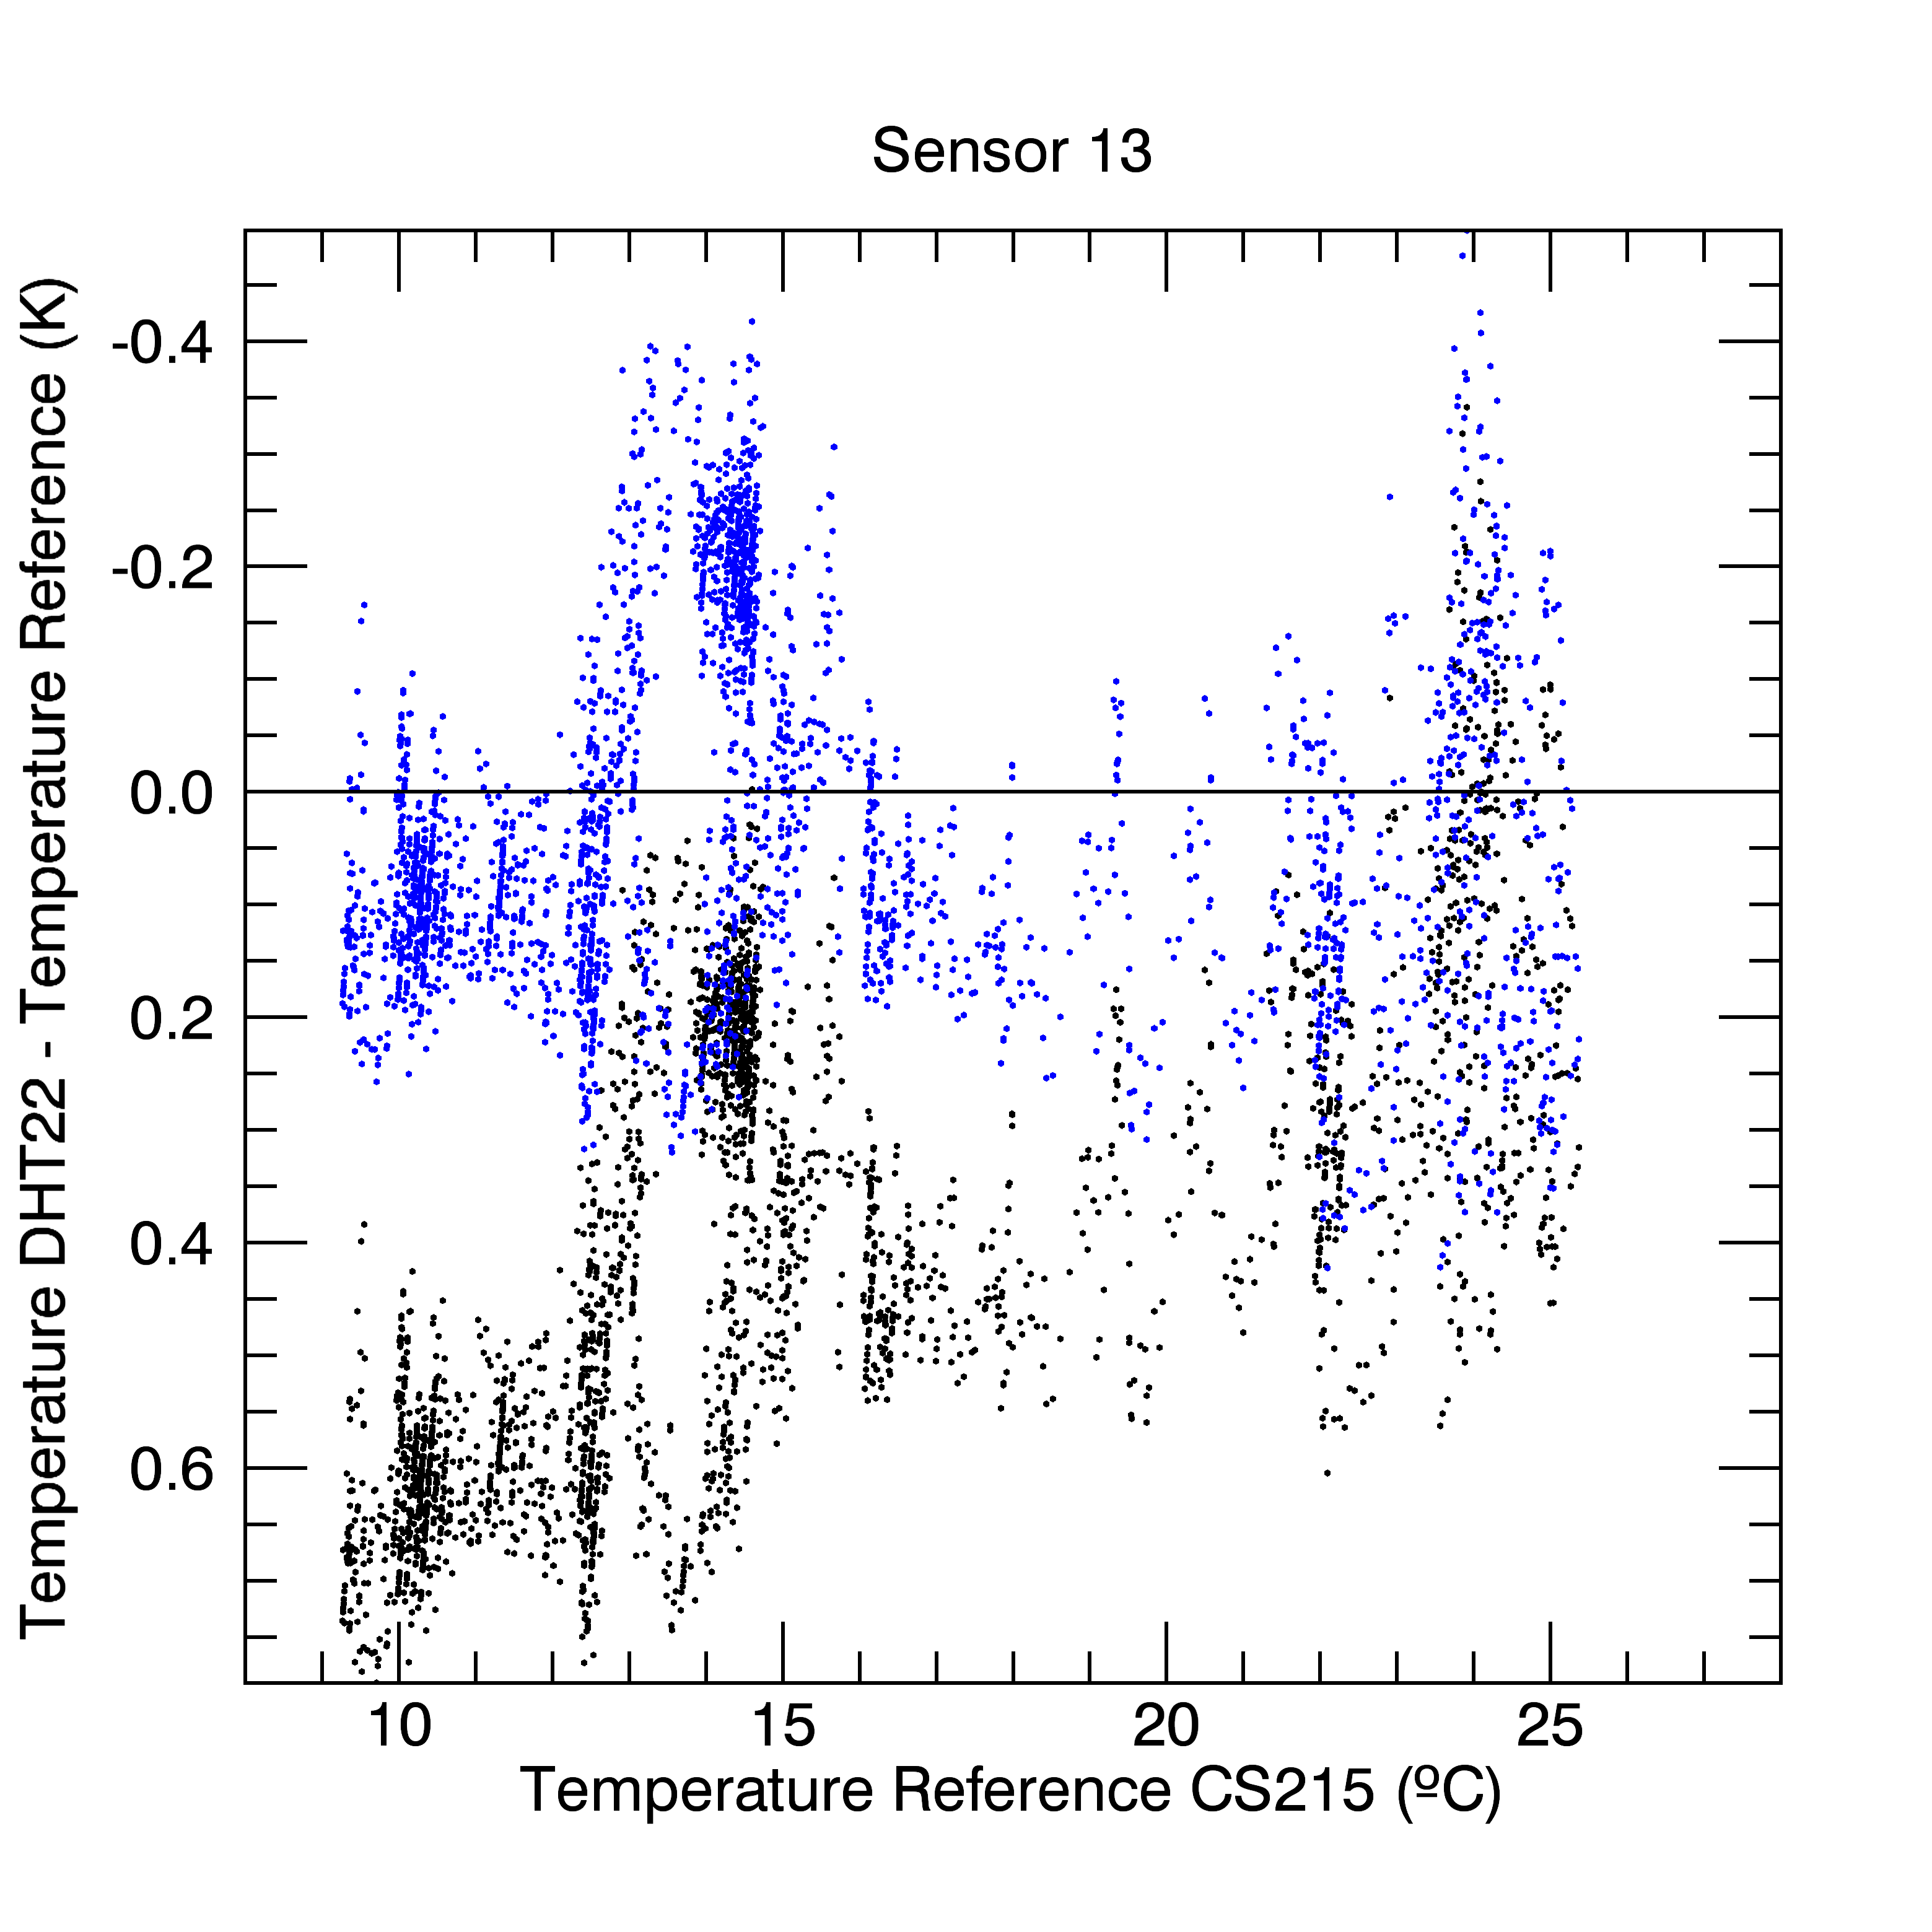 Sensor 13
Temperature DHT22 - Temperature Reference (K)
-0.4
-0.2
0.0
0.2
0.4
0.6
10 15 20 25
Temperature Reference CS215 (ºC)